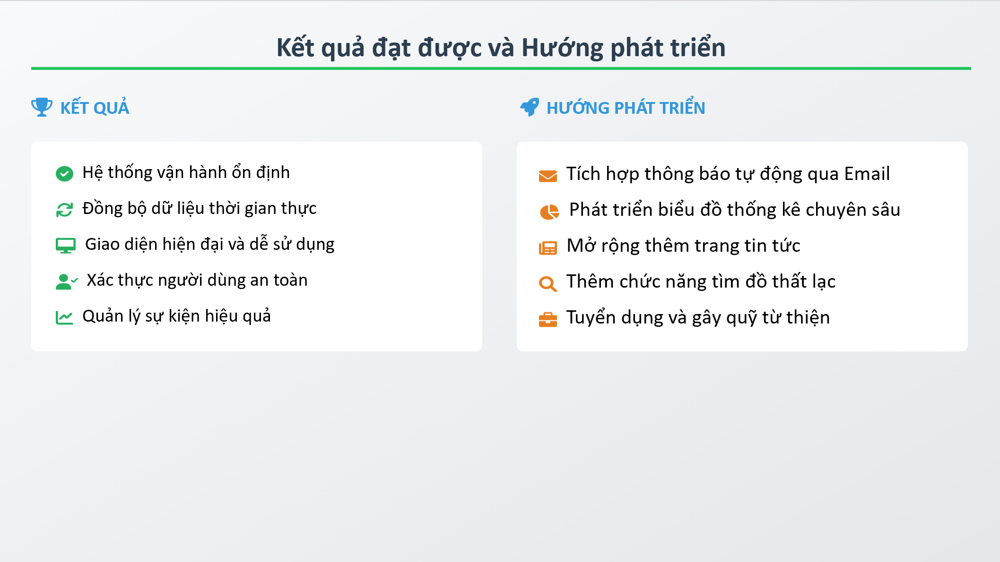 Kết quả đạt được và Hướng phát triển
KẾT QUẢ
Hệ thống vận hành ổn định
Đồng bộ dữ liệu thời gian thực
Giao diện hiện đại và dễ sử dụng
Xác thực người dùng an toàn
Quản lý sự kiện hiệu quả
HƯỚNG PHÁT TRIỂN
Tích hợp thông báo tự động qua Email
Phát triển biểu đồ thống kê chuyên sâu
Mở rộng thêm trang tin tức
Thêm chức năng tìm đồ thất lạc
Tuyển dụng và gây quỹ từ thiện